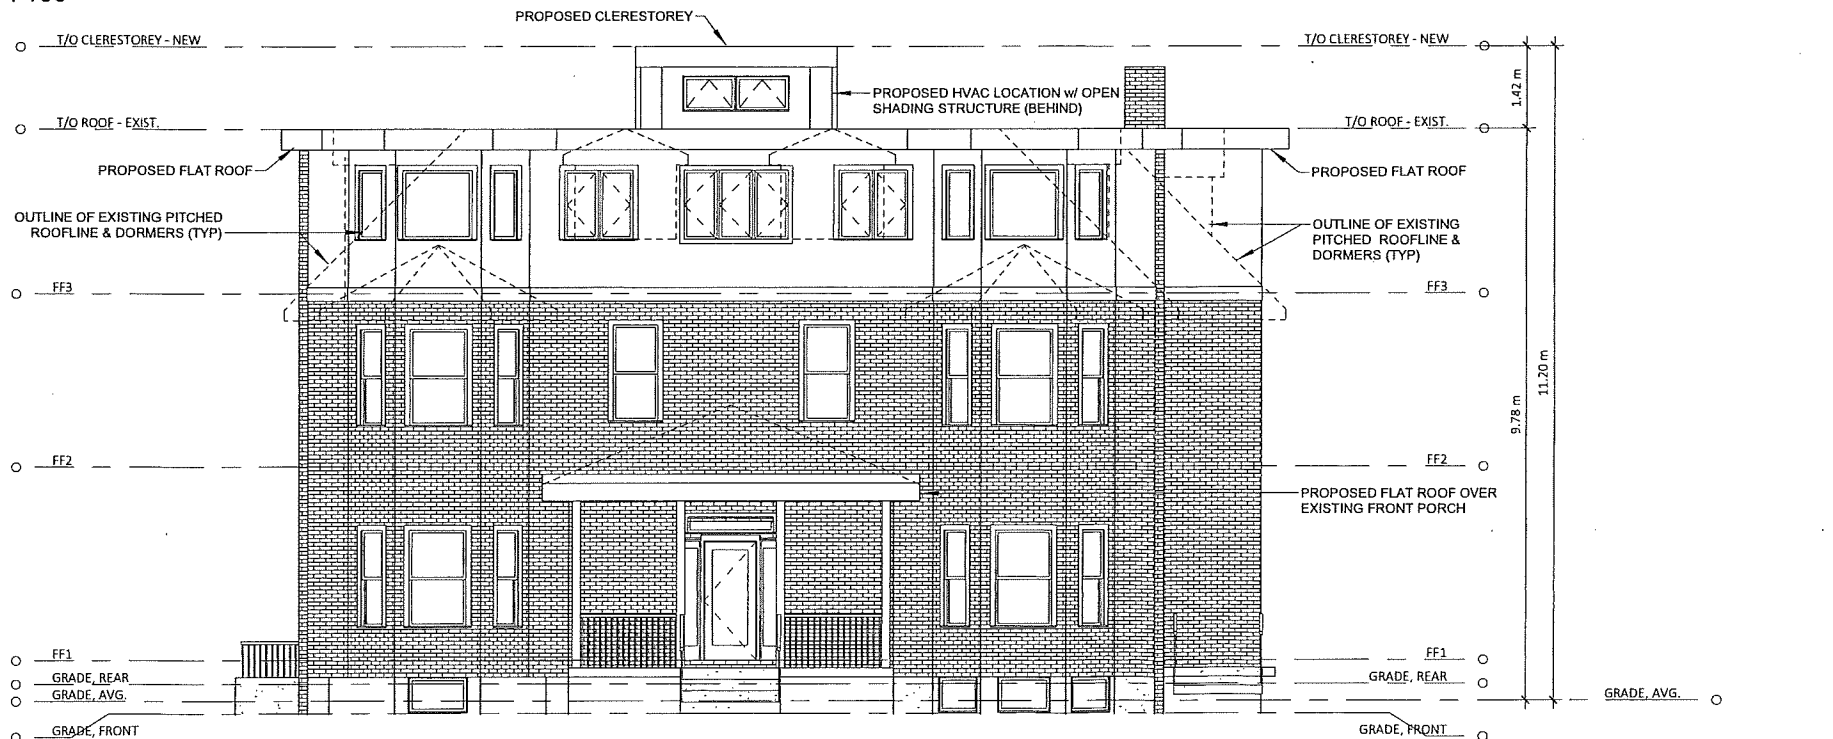 PROPOSED CLERESTOREY
T/O CLERESTOREY - NEW
T/O CLERESTOREY - NEW
1.42 m
PROPOSED HVAC LOCATION w/ OPEN
SHADING STRUCTURE (BEHIND)
T/O ROOF - EXIST.
T/O ROOF - EXIST.
PROPOSED FLAT ROOF
PROPOSED FLAT ROOF
OUTLINE OF EXISTING PITCHED
ROOFLINE & DORMERS (TYP)
OUTLINE OF EXISTING
PITCHED ROOFLINE &
DORMERS (TYP)
FF3
FF3
11.20 m
9.78 m
FF2
FF2
PROPOSED FLAT ROOF OVER
EXISTING FRONT PORCH
FF1
FF1
GRADE, REAR
GRADE, REAR
GRADE, AVG.
GRADE, AVG.
GRADE, FRONT
GRADE, FRONT